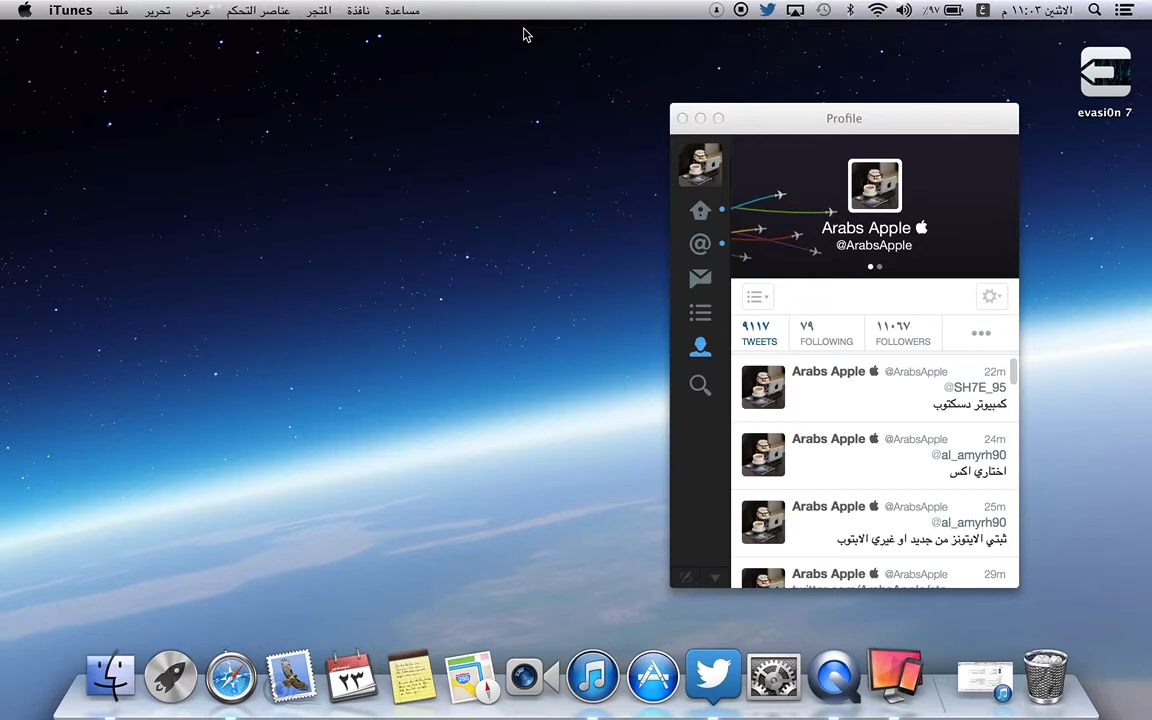 iTunes ملف تحرير عرض عناصر التحكم المتجر نافذة مساعدة
٪٩٧ ع الاثنين ١١:٠٣ م
evasi0n 7
Profile
Arabs Apple
@ArabsApple
٩١١٧ ٧٩ ١١٠٦٧
TWEETS FOLLOWING FOLLOWERS
Arabs Apple @ArabsApple 22m
@SH7E_95
كمبيوتر دسكتوب
Arabs Apple @ArabsApple 24m
@al_amyrh90
اختاري اكس
Arabs Apple @ArabsApple 25m
@al_amyrh90
ثبتي الايتونز من جديد او غيري الابتوب
Arabs Apple @ArabsApple 29m
٢٣